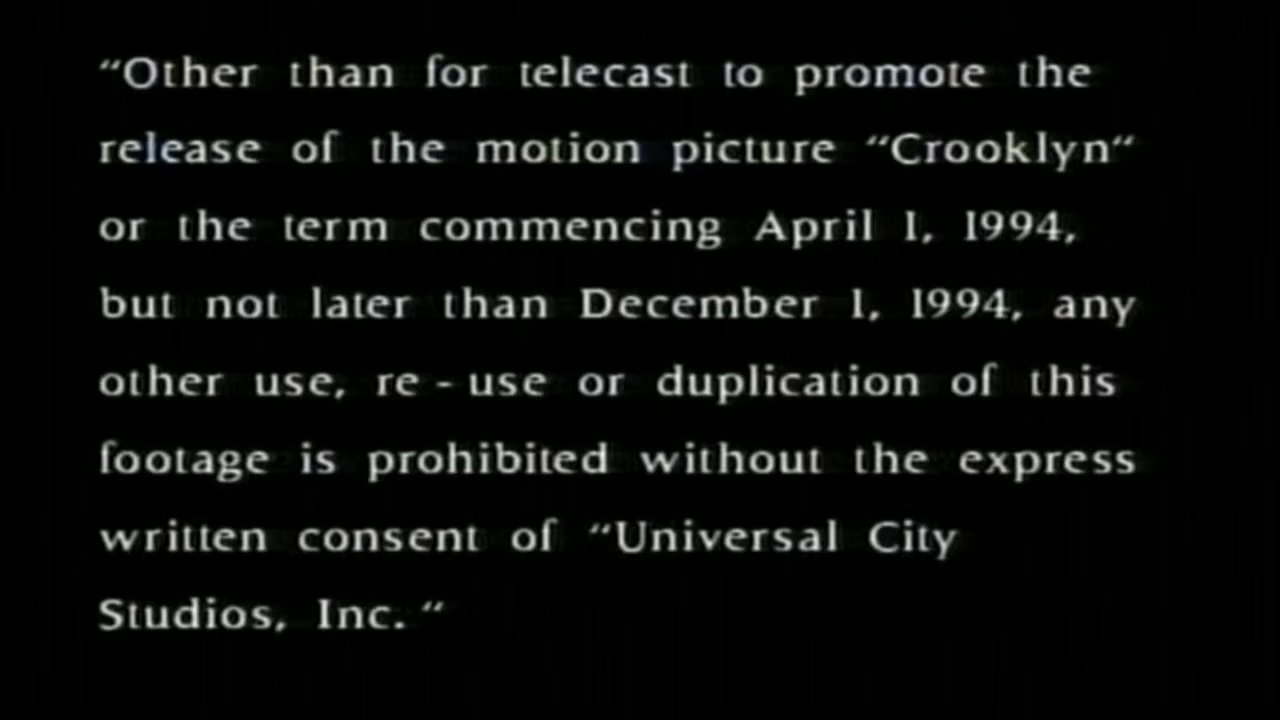 “Other than for telecast to promote the
release of the motion picture “Crooklyn“
or the term commencing April 1, 1994,
but not later than December 1, 1994, any
other use, re - use or duplication of this
footage is prohibited without the express
written consent of “Universal City
Studios, Inc. “